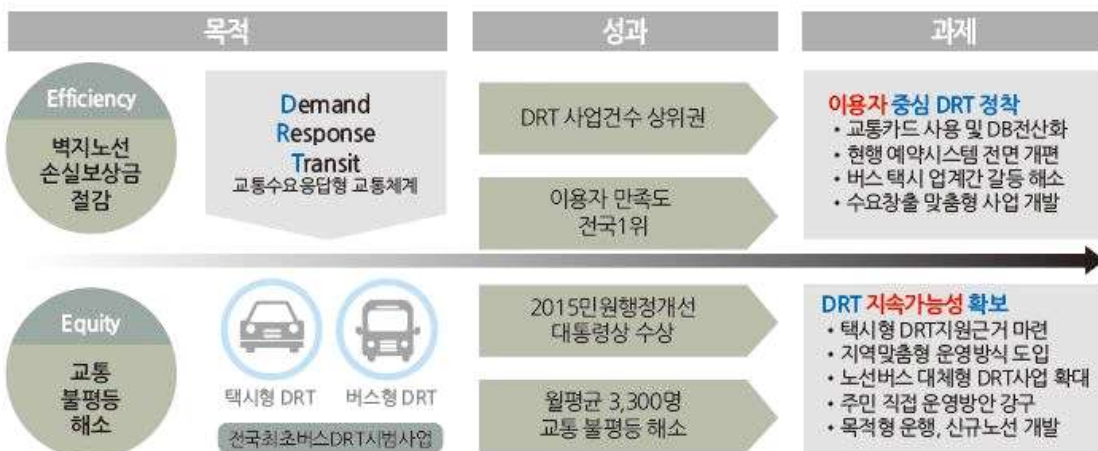 목적
성과
과제
Efficiency
벽지노선
손실보상금
절감
Demand
Response
Transit
교통수요응답형 교통체계
DRT 사업건수 상위권
이용자 만족도
전국1위
이용자 중심 DRT 정착
• 교통카드 사용 및 DB전산화
• 현행 예약시스템 전면 개편
• 버스 택시 업계간 갈등 해소
• 수요창출 맞춤형 사업 개발
Equity
교통
불평등
해소
택시형 DRT
버스형 DRT
전국최초버스DRT시범사업
2015민원행정개선
대통령상 수상
월평균 3,300명
교통 불평등 해소
DRT 지속가능성 확보
• 택시형 DRT지원근거 마련
• 지역맞춤형 운영방식 도입
• 노선버스 대체형 DRT사업 확대
• 주민 직접 운영방안 강구
• 목적형 운행, 신규노선 개발